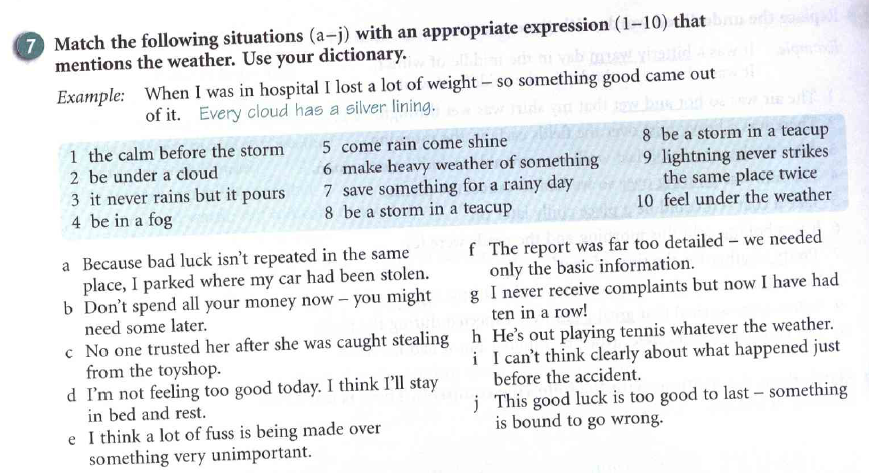 7 Match the following situations (a–j) with an appropriate expression (1–10) that
mentions the weather. Use your dictionary.
Example: When I was in hospital I lost a lot of weight – so something good came out
of it. Every cloud has a silver lining.
1 the calm before the storm
2 be under a cloud
3 it never rains but it pours
4 be in a fog
5 come rain come shine
6 make heavy weather of something
7 save something for a rainy day
8 be a storm in a teacup
8 be a storm in a teacup
9 lightning never strikes
the same place twice
10 feel under the weather
a Because bad luck isn't repeated in the same
place, I parked where my car had been stolen.
b Don't spend all your money now – you might
need some later.
c No one trusted her after she was caught stealing
from the toyshop.
d I'm not feeling too good today. I think I'll stay
in bed and rest.
e I think a lot of fuss is being made over
something very unimportant.
f The report was far too detailed – we needed
only the basic information.
g I never receive complaints but now I have had
ten in a row!
h He's out playing tennis whatever the weather.
i I can't think clearly about what happened just
before the accident.
j This good luck is too good to last – something
is bound to go wrong.